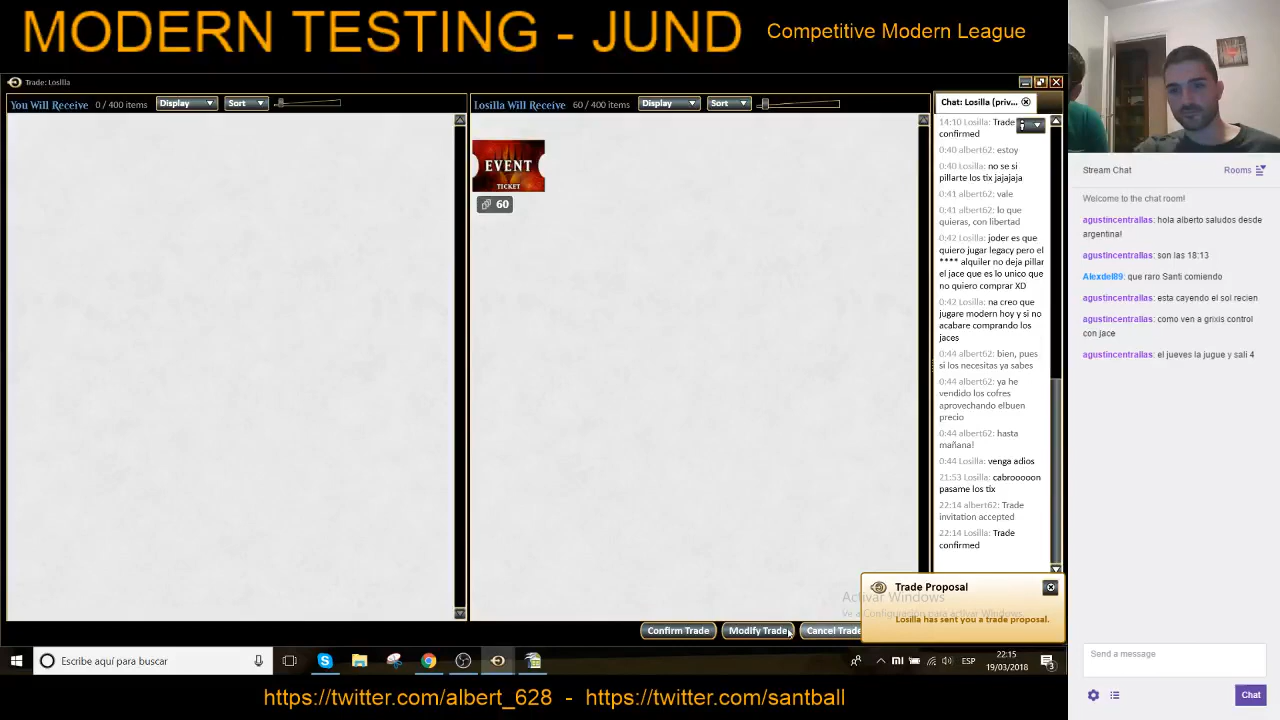 MODERN TESTING - JUND
Competitive Modern League
Trade: Losilla
You Will Receive 0/400 items Display Sort
Losilla Will Receive 60/400 items Display Sort
EVENT
TICKET
60
Chat: Losilla (priv...
14:10 Losilla: Trade
confirmed
0:40 albert62: estoy
0:40 Losilla: no se si
pillarte los tix jajajaja
0:41 albert62: vale
0:41 albert62: lo que
quieras, con libertad
0:42 Losilla: joder es que
quiero jugar legacy pero el
**** alquiler no deja pillar
el jace que es lo unico que
no quiero comprar XD
0:42 Losilla: na creo que
jugare modern hoy y si no
acabare comprando los
jaces
0:44 albert62: bien, pues
si los necesitas ya sabes
0:44 albert62: ya he
vendido los cofres
aprovechando elbuen
precio
0:44 albert62: hasta
mañana!
0:44 Losilla: venga adios
21:53 Losilla: cabrooooon
pasame los tix
22:14 albert62: Trade
invitation accepted
22:14 Losilla: Trade
confirmed
Trade Proposal
Losilla has sent you a trade proposal.
Activar Windows
Ve a Configuración para activar Windows.
Confirm Trade Modify Trade Cancel Trade
Escribe aquí para buscar
ESP
22:15
19/03/2018
3
https://twitter.com/albert_628 - https://twitter.com/santball
Stream Chat Rooms
Welcome to the chat room!
agustincentrallas: hola alberto saludos desde
argentina!
agustincentrallas: son las 18:13
Alexdel89: que raro Santi comiendo
agustincentrallas: esta cayendo el sol recien
agustincentrallas: como ven a grixis control
con jace
agustincentrallas: el jueves la jugue y sali 4
Send a message
Chat